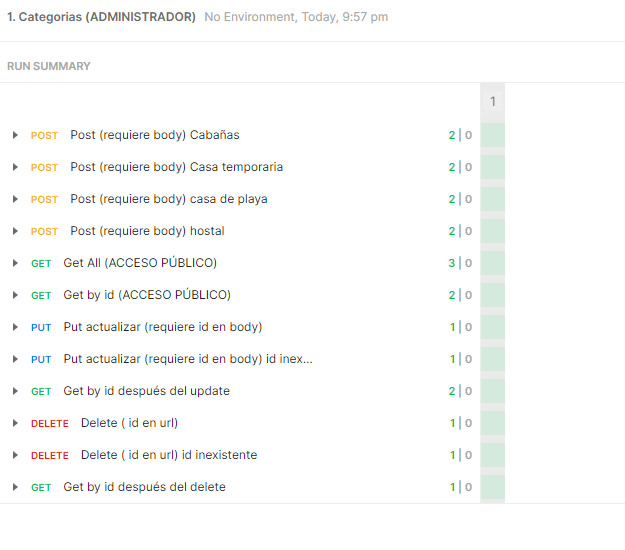 1. Categorias (ADMINISTRADOR) No Environment, Today, 9:57 pm
RUN SUMMARY
1
POST Post (requiere body) Cabañas 2 | 0
POST Post (requiere body) Casa temporaria 2 | 0
POST Post (requiere body) casa de playa 2 | 0
POST Post (requiere body) hostal 2 | 0
GET Get All (ACCESO PÚBLICO) 3 | 0
GET Get by id (ACCESO PÚBLICO) 2 | 0
PUT Put actualizar (requiere id en body) 1 | 0
PUT Put actualizar (requiere id en body) id inex... 1 | 0
GET Get by id después del update 2 | 0
DELETE Delete ( id en url) 1 | 0
DELETE Delete ( id en url) id inexistente 1 | 0
GET Get by id después del delete 1 | 0